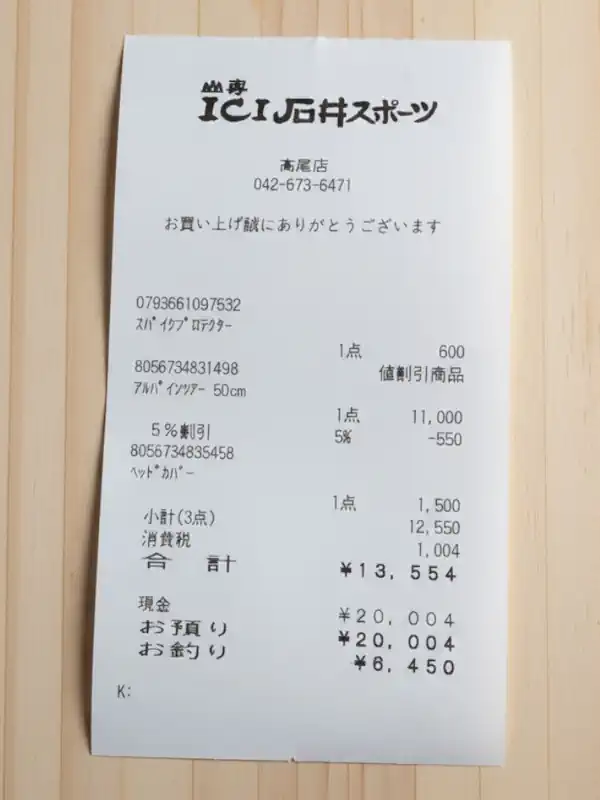 山専
ICI石井スポーツ
高尾店
042-673-6471
お買い上げ誠にありがとうございます
0793661097532
ｽﾊﾟｲｸﾌﾟﾛﾃｸﾀｰ
1点 600
値割引商品
8056734831498
ｱﾙﾊﾟｲﾝﾂｱｰ 50cm
1点 11,000
5%割引 5% -550
8056734835458
ﾍｯﾄﾞｶﾊﾞｰ
1点 1,500
小計(3点) 12,550
消費税 1,004
合計 ¥13,554
現金 ¥20,004
お預り ¥20,004
お釣り ¥6,450
K: